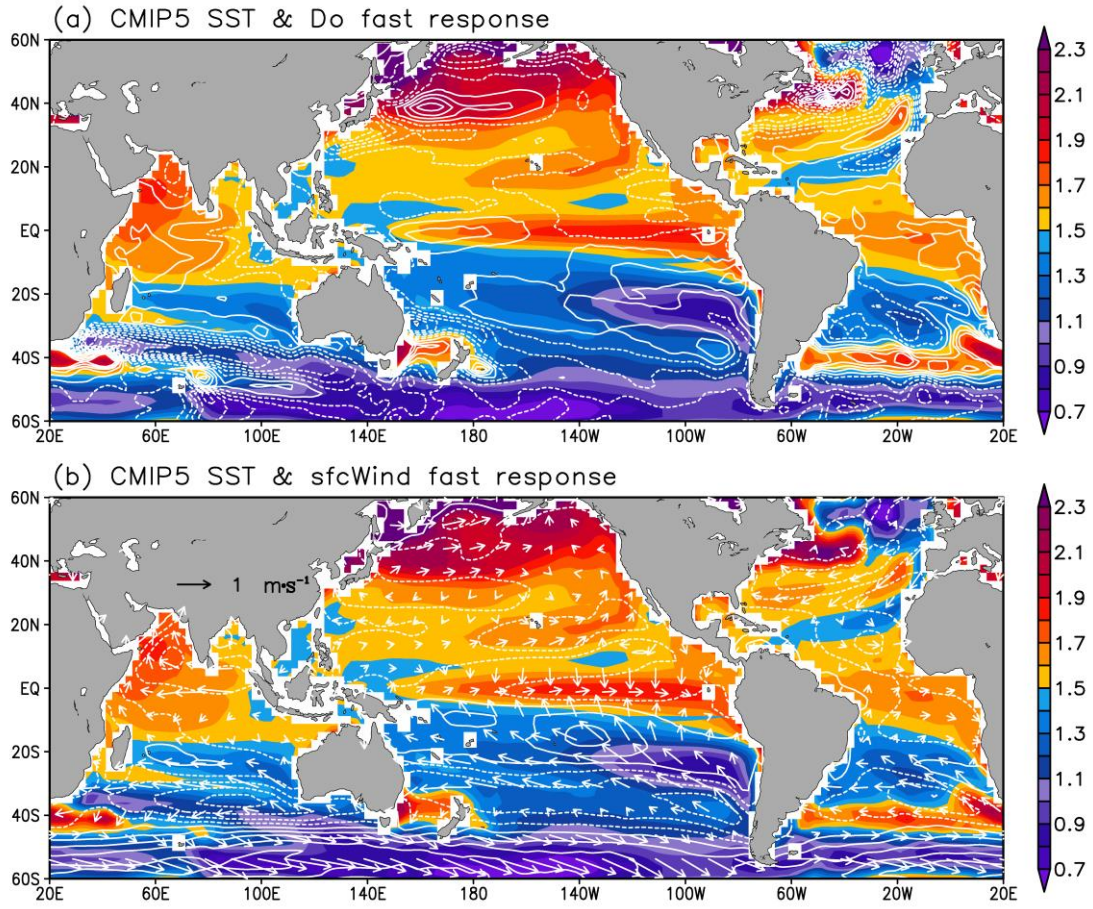 (a) CMIP5 SST & Do fast response
60N
40N
20N
EQ
20S
40S
60S
20E 60E 100E 140E 180 140W 100W 60W 20W 20E
2.3
2.1
1.9
1.7
1.5
1.3
1.1
0.9
0.7
(b) CMIP5 SST & sfcWind fast response
60N
40N
20N
EQ
20S
40S
60S
1 m·s⁻¹
20E 60E 100E 140E 180 140W 100W 60W 20W 20E
2.3
2.1
1.9
1.7
1.5
1.3
1.1
0.9
0.7